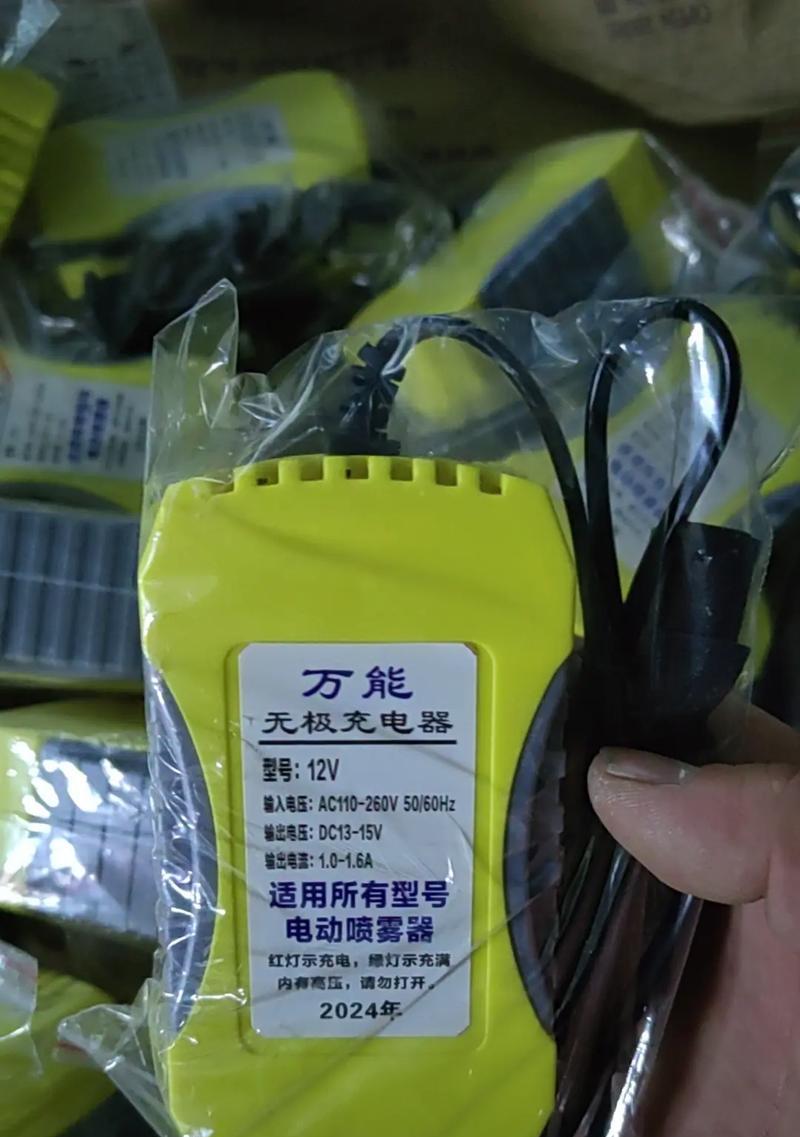 万能
无极充电器
型号：12V
输入电压：AC110-260V 50/60Hz
输出电压：DC13-15V
输出电流：1.0-1.6A
适用所有型号
电动喷雾器
红灯示充电，绿灯示充满
内有高压，请勿打开。
2024年